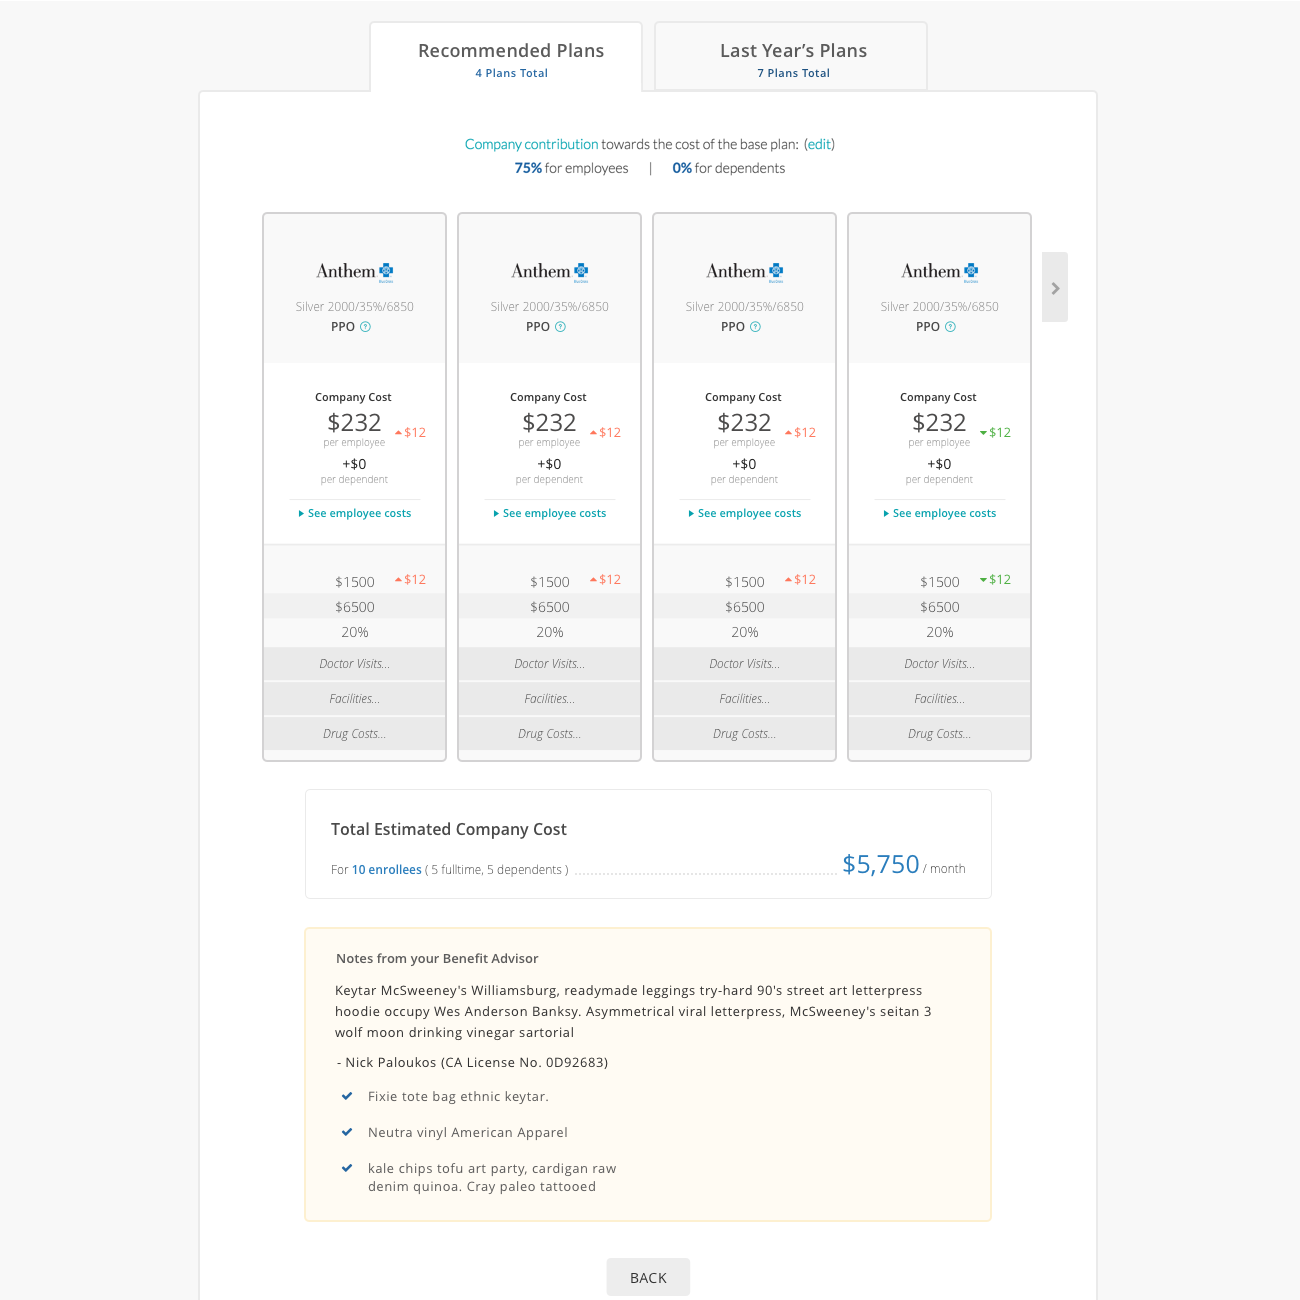 Recommended Plans
4 Plans Total
Last Year's Plans
7 Plans Total
Company contribution towards the cost of the base plan: (edit)
75% for employees | 0% for dependents
Anthem
Silver 2000/35%/6850
PPO ?
Company Cost
$232
$12
per employee
+$0
per dependent
See employee costs
$1500
$12
$6500
20%
Doctor Visits...
Facilities...
Drug Costs...
Anthem
Silver 2000/35%/6850
PPO ?
Company Cost
$232
$12
per employee
+$0
per dependent
See employee costs
$1500
$12
$6500
20%
Doctor Visits...
Facilities...
Drug Costs...
Anthem
Silver 2000/35%/6850
PPO ?
Company Cost
$232
$12
per employee
+$0
per dependent
See employee costs
$1500
$12
$6500
20%
Doctor Visits...
Facilities...
Drug Costs...
Anthem
Silver 2000/35%/6850
PPO ?
Company Cost
$232
$12
per employee
+$0
per dependent
See employee costs
$1500
$12
$6500
20%
Doctor Visits...
Facilities...
Drug Costs...
Total Estimated Company Cost
For 10 enrollees ( 5 fulltime, 5 dependents ) $5,750 / month
Notes from your Benefit Advisor
Keytar McSweeney's Williamsburg, readymade leggings try-hard 90's street art letterpress
hoodie occupy Wes Anderson Banksy. Asymmetrical viral letterpress, McSweeney's seitan 3
wolf moon drinking vinegar sartorial
- Nick Paloukos (CA License No. 0D92683)
Fixie tote bag ethnic keytar.
Neutra vinyl American Apparel
kale chips tofu art party, cardigan raw
denim quinoa. Cray paleo tattooed
BACK